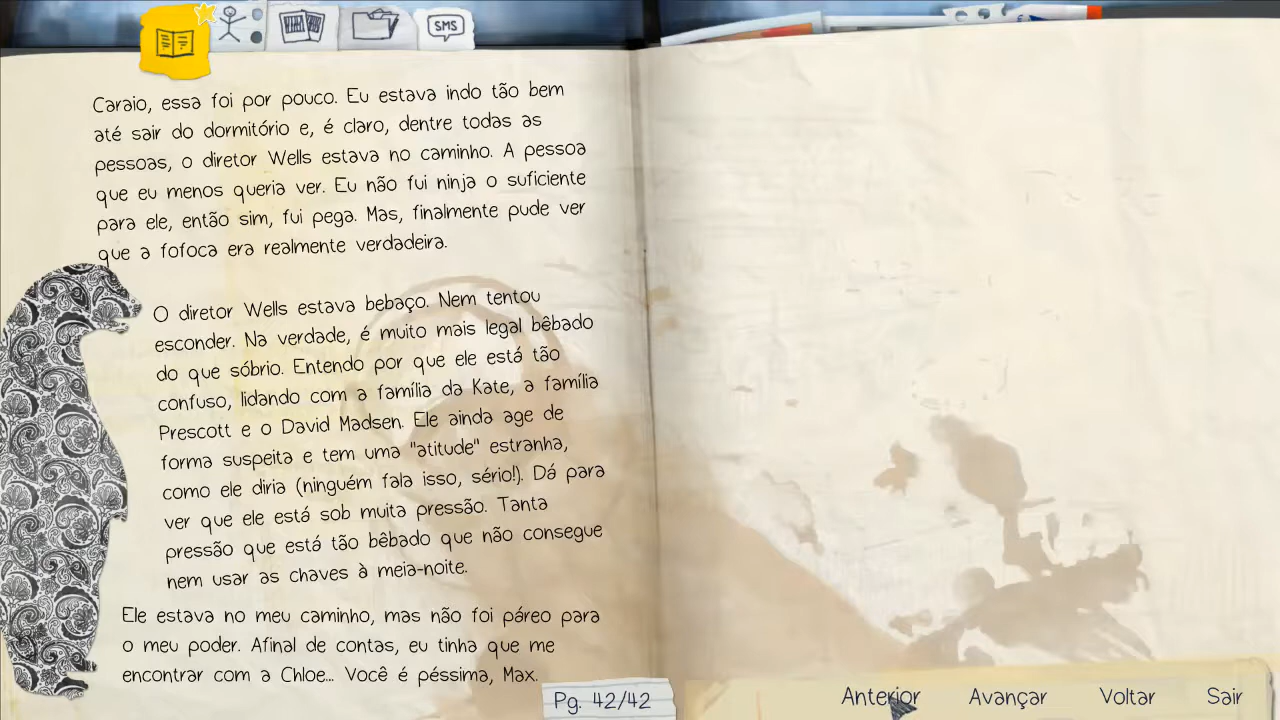 SMS
Caraio, essa foi por pouco. Eu estava indo tão bem
até sair do dormitório e, é claro, dentre todas as
pessoas, o diretor Wells estava no caminho. A pessoa
que eu menos queria ver. Eu não fui ninja o suficiente
para ele, então sim, fui pega. Mas, finalmente pude ver
que a fofoca era realmente verdadeira.
O diretor Wells estava bebaço. Nem tentou
esconder. Na verdade, é muito mais legal bêbado
do que sóbrio. Entendo por que ele está tão
confuso, lidando com a família da Kate, a família
Prescott e o David Madsen. Ele ainda age de
forma suspeita e tem uma "atitude" estranha,
como ele diria (ninguém fala isso, sério!). Dá para
ver que ele está sob muita pressão. Tanta
pressão que está tão bêbado que não consegue
nem usar as chaves à meia-noite.
Ele estava no meu caminho, mas não foi páreo para
o meu poder. Afinal de contas, eu tinha que me
encontrar com a Chloe... Você é péssima, Max.
Pg. 42/42
Anterior Avançar Voltar Sair